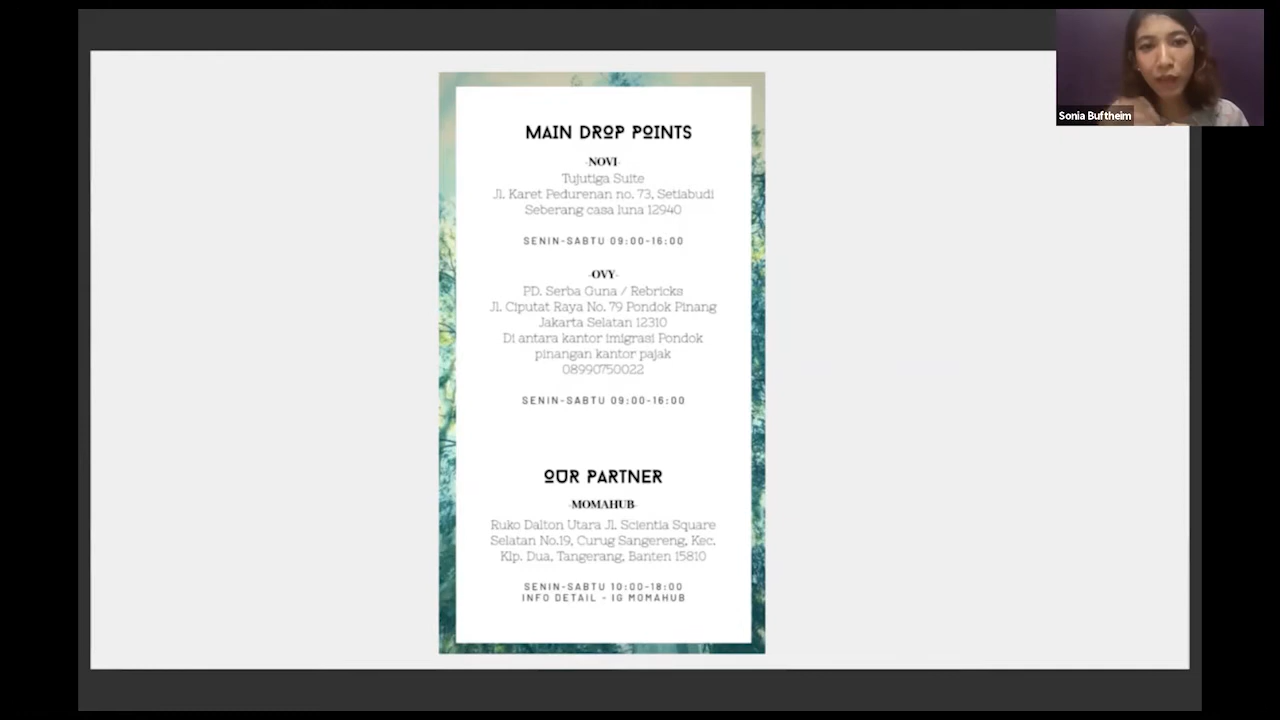 MAIN DROP POINTS
-NOVI-
Tujutiga Suite
Jl. Karet Pedurenan no. 73, Setiabudi
Seberang casa luna 12940
SENIN-SABTU 09:00-16:00
-OVY-
PD. Serba Guna / Rebricks
Jl. Ciputat Raya No. 79 Pondok Pinang
Jakarta Selatan 12310
Di antara kantor imigrasi Pondok
pinangan kantor pajak
08990750022
SENIN-SABTU 09:00-16:00
OUR PARTNER
-MOMAHUB-
Ruko Dalton Utara Jl. Scientia Square
Selatan No.19, Curug Sangereng, Kec.
Klp. Dua, Tangerang, Banten 15810
SENIN-SABTU 10:00-18:00
INFO DETAIL - IG MOMAHUB
Sonia Buftheim